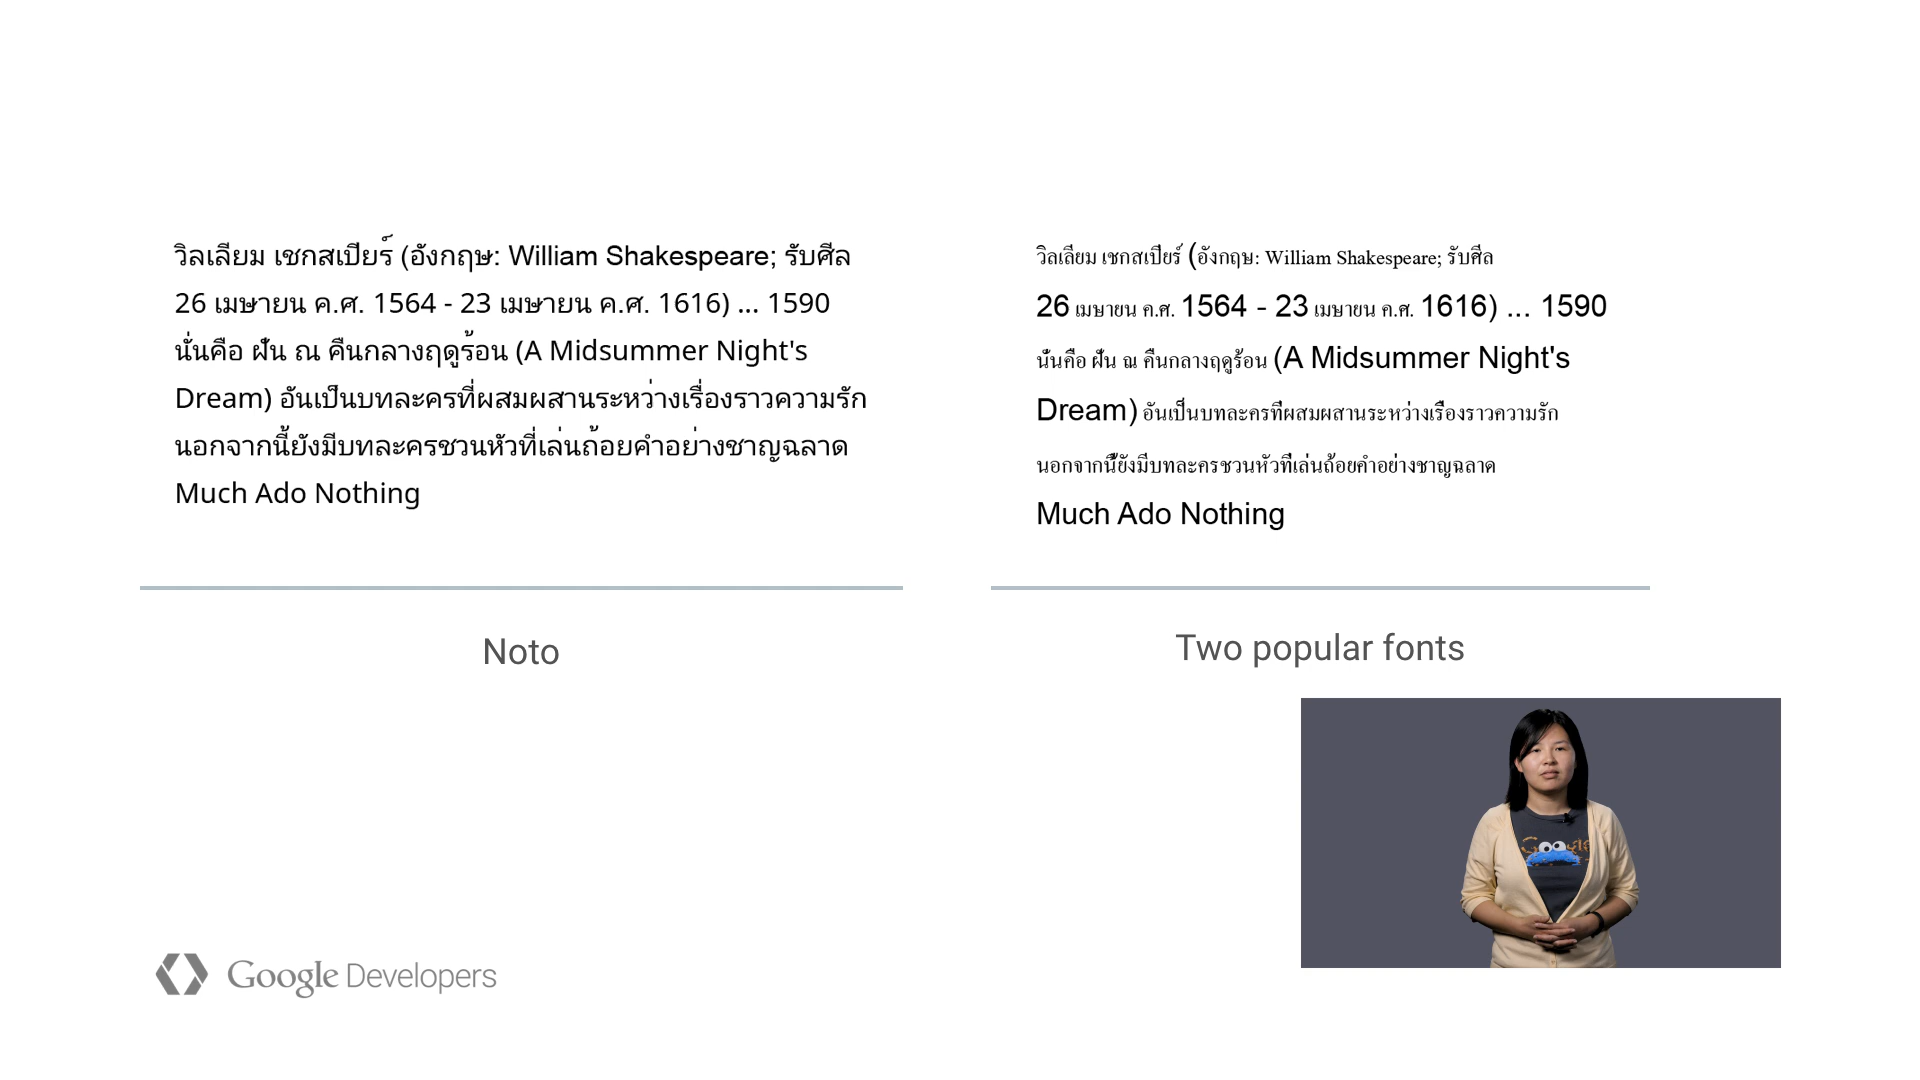 วิลเลียม เชกสเปียร์ (อังกฤษ: William Shakespeare; รับศีล
26 เมษายน ค.ศ. 1564 - 23 เมษายน ค.ศ. 1616) ... 1590
นั่นคือ ฝัน ณ คืนกลางฤดูร้อน (A Midsummer Night's
Dream) อันเป็นบทละครที่ผสมผสานระหว่างเรื่องราวความรัก
นอกจากนี้ยังมีบทละครชวนหัวที่เล่นถ้อยคำอย่างชาญฉลาด
Much Ado Nothing
Noto
วิลเลียม เชกสเปียร์ (อังกฤษ: William Shakespeare; รับศีล
26 เมษายน ค.ศ. 1564 - 23 เมษายน ค.ศ. 1616) ... 1590
นั่นคือ ฝัน ณ คืนกลางฤดูร้อน (A Midsummer Night's
Dream) อันเป็นบทละครที่ผสมผสานระหว่างเรื่องราวความรัก
นอกจากนี้ยังมีบทละครชวนหัวที่เล่นถ้อยคำอย่างชาญฉลาด
Much Ado Nothing
Two popular fonts
Google
Google Developers